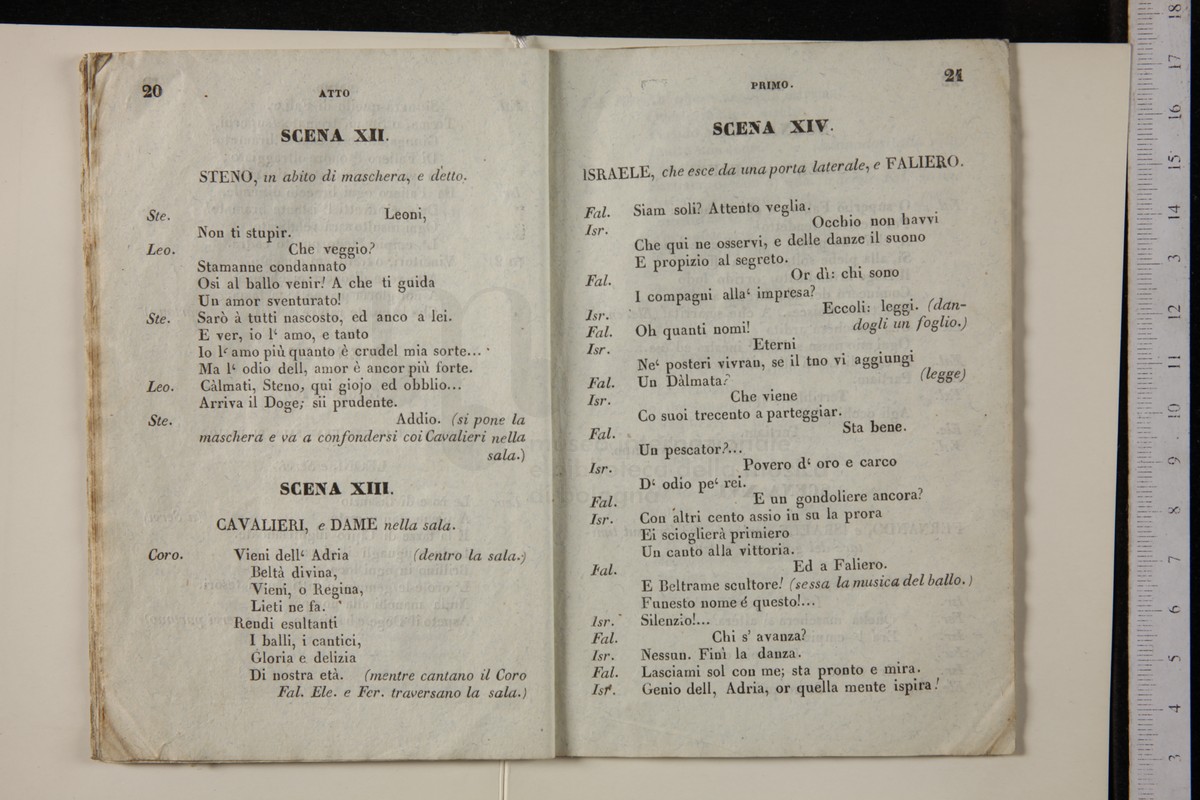 20
ATTO
SCENA XII.
STENO, in abito di maschera, e detto.
Ste. Leoni,
Non ti stupir.
Leo. Che veggio?
Stamanne condannato
Osi al ballo venir! A che ti guida
Un amor sventurato!
Ste. Sarò à tutti nascosto, ed anco a lei.
E ver, io l‘ amo, e tanto
Io l‘ amo più quanto è crudel mia sorte...
Ma l‘ odio dell, amor è ancor più forte.
Leo. Càlmati, Steno, qui giojo ed obblio...
Arriva il Doge; sii prudente.
Ste. Addio. (si pone la
maschera e va a confondersi coi Cavalieri nella
sala.)
SCENA XIII.
CAVALIERI, e DAME nella sala.
Coro. Vieni dell‘ Adria (dentro la sala.)
Beltà divina,
Vieni, o Regina,
Lieti ne fa.
Rendi esultanti
I balli, i cantici,
Gloria e delizia
Di nostra età. (mentre cantano il Coro
Fal. Ele. e Fer. traversano la sala.)
PRIMO.
21
SCENA XIV.
ISRAELE, che esce da una porta laterale, e FALIERO.
Fal. Siam soli? Attento veglia.
Isr. Occhio non havvi
Che qui ne osservi, e delle danze il suono
E propizio al segreto.
Fal. Or dì: chi sono
I compagni alla‘ impresa?
Isr. Eccoli: leggi. (dan-
Fal. Oh quanti nomi! dogli un foglio.)
Isr. Eterni
Ne‘ posteri vivran, se il tno vi aggiungi
Fal. Un Dàlmata? (legge)
Isr. Che viene
Co suoi trecento a parteggiar.
Fal. Sta bene.
Un pescator?...
Isr. Povero d‘ oro e carco
D‘ odio pe‘ rei.
Fal. E un gondoliere ancora?
Isr. Con altri cento assio in su la prora
Ei scioglierà primiero
Un canto alla vittoria.
Fal. Ed a Faliero.
E Beltrame scultore! (sessa la musica del ballo.)
Funesto nome é questo!...
Isr. Silenzio!...
Fal. Chi s’ avanza?
Isr. Nessun. Finì la danza.
Fal. Lasciami sol con me; sta pronto e mira.
Isr. Genio dell, Adria, or quella mente ispira!